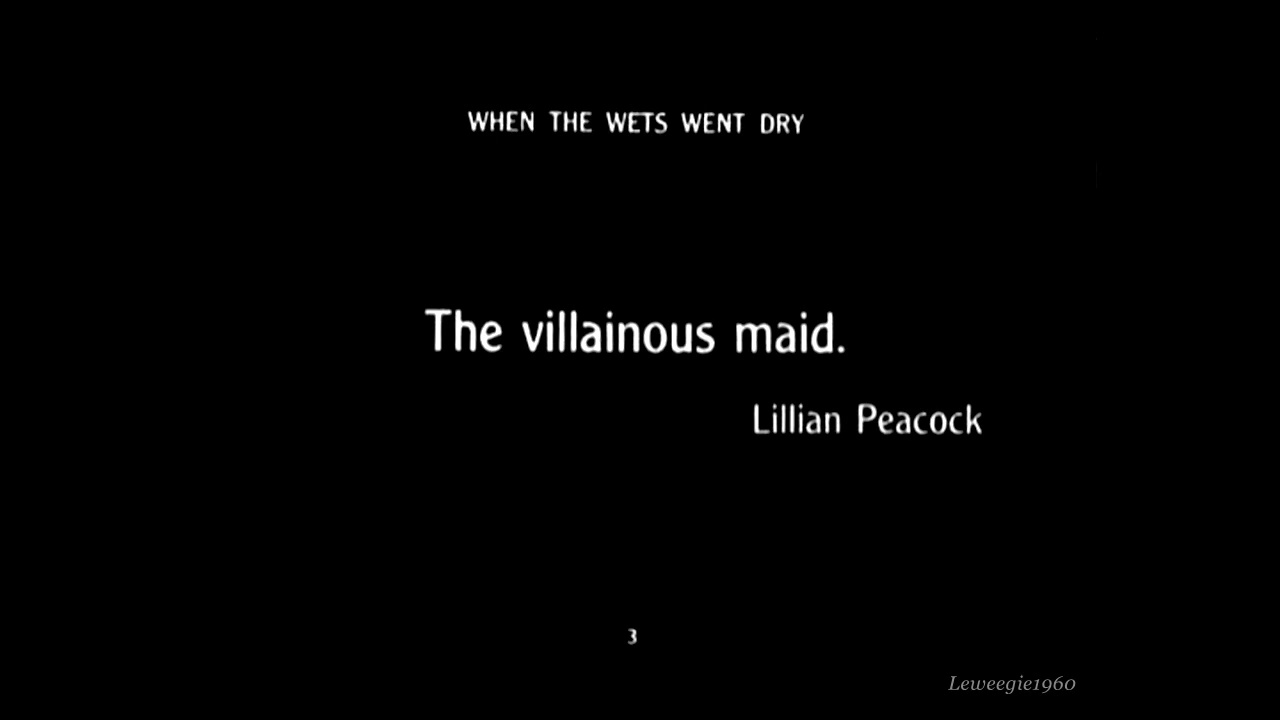 WHEN THE WETS WENT DRY
The villainous maid.
Lillian Peacock
3
Leweegie1960